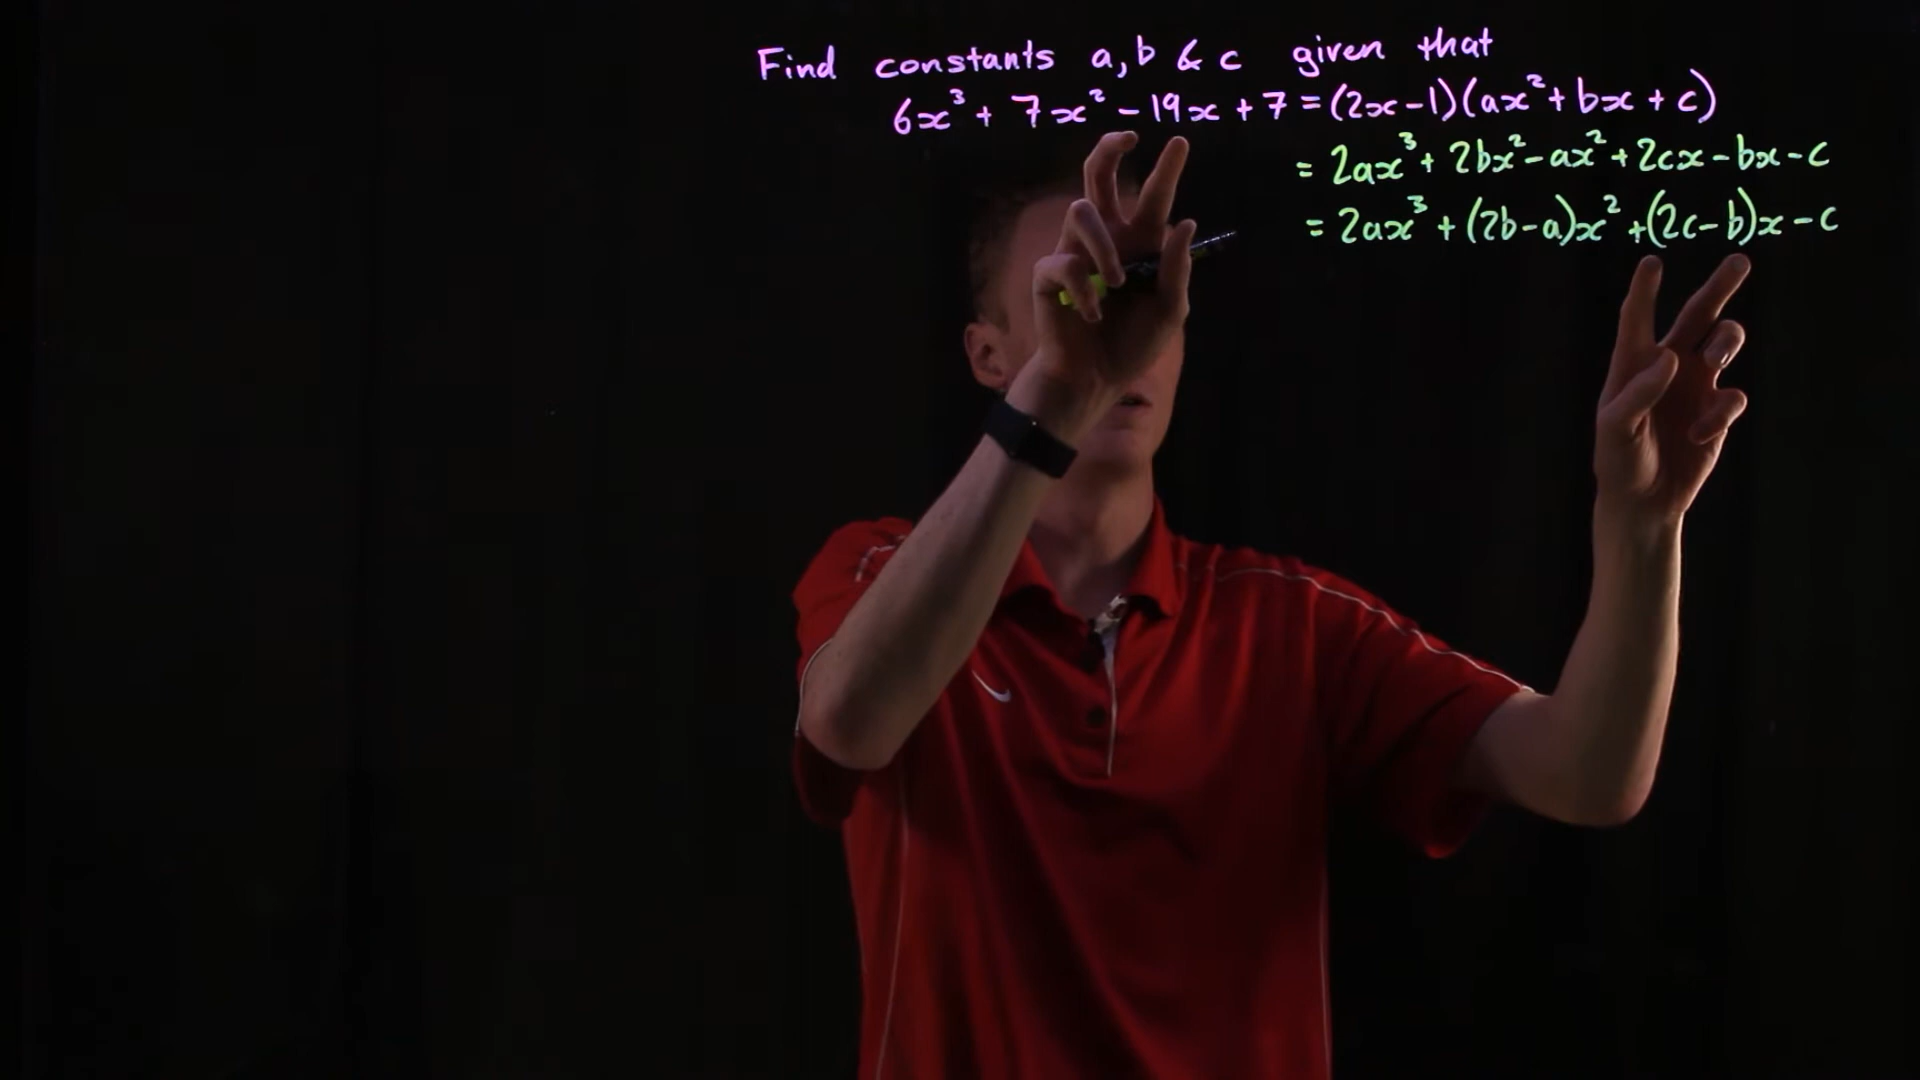 Find constants a, b & c given that
6x³ + 7x² - 19x + 7 = (2x-1)(ax² + bx + c)
= 2ax³ + 2bx² - ax² + 2cx - bx - c
= 2ax³ + (2b-a)x² + (2c-b)x - c